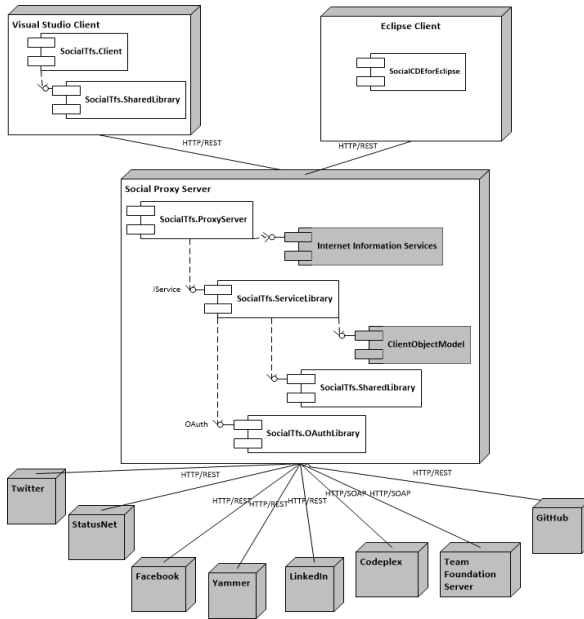 Visual Studio Client
SocialTfs.Client
SocialTfs.SharedLibrary
Eclipse Client
SocialCDEforEclipse
HTTP/REST
HTTP/REST
Social Proxy Server
SocialTfs.ProxyServer
Internet Information Services
IService
SocialTfs.ServiceLibrary
ClientObjectModel
SocialTfs.SharedLibrary
OAuth
SocialTfs.OAuthLibrary
HTTP/REST
HTTP/REST
HTTP/REST
HTTP/REST
HTTP/SOAP
HTTP/SOAP
HTTP/REST
Twitter
StatusNet
Facebook
Yammer
LinkedIn
Codeplex
Team
Foundation
Server
GitHub